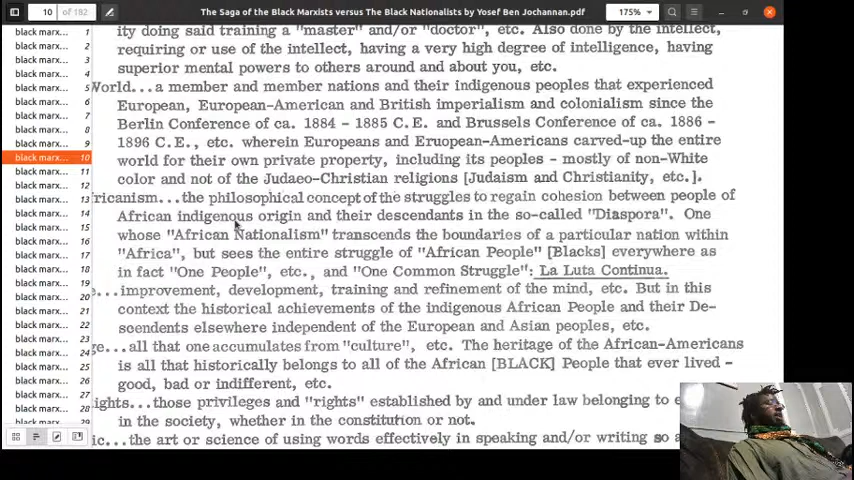 10 of 182
The Saga of the Black Marxists versus The Black Nationalists by Yosef Ben Jochannan.pdf
175%
black marx... 1
black marx... 2
black marx... 3
black marx... 4
black marx... 5
black marx... 6
black marx... 7
black marx... 8
black marx... 9
black marx... 10
black marx... 11
black marx... 12
black marx... 13
black marx... 14
black marx... 15
black marx... 16
black marx... 17
black marx... 18
black marx... 19
black marx... 20
black marx... 21
black marx... 22
black marx... 23
black marx... 24
black marx... 25
black marx... 26
black marx... 27
black marx... 28
black marx... 29
ity doing said training a "master" and/or "doctor", etc. Also done by the intellect,
requiring or use of the intellect, having a very high degree of intelligence, having
superior mental powers to others around and about you, etc.
World...a member and member nations and their indigenous peoples that experienced
European, European-American and British imperialism and colonialism since the
Berlin Conference of ca. 1884 - 1885 C.E. and Brussels Conference of ca. 1886 -
1896 C.E., etc. wherein Europeans and Eruopean-Americans carved-up the entire
world for their own private property, including its peoples - mostly of non-White
color and not of the Judaeo-Christian religions [Judaism and Christianity, etc.].
ricanism...the philosophical concept of the struggles to regain cohesion between people of
African indigenous origin and their descendants in the so-called "Diaspora". One
whose "African Nationalism" transcends the boundaries of a particular nation within
"Africa", but sees the entire struggle of "African People" [Blacks] everywhere as
in fact "One People", etc., and "One Common Struggle": La Luta Continua.
...improvement, development, training and refinement of the mind, etc. But in this
context the historical achievements of the indigenous African People and their De-
scendents elsewhere independent of the European and Asian peoples, etc.
ge...all that one accumulates from "culture", etc. The heritage of the African-Americans
is all that historically belongs to all of the African [BLACK] People that ever lived -
good, bad or indifferent, etc.
ights...those privileges and "rights" established by and under law belonging to
in the society, whether in the constitution or not.
ic...the art or science of using words effectively in speaking and/or writing so